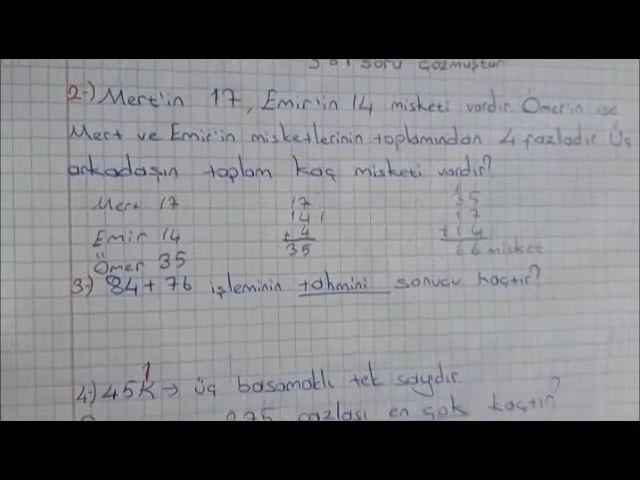 soru çözmüştür
2-) Mert'in 17, Emir'in 14 misketi vardır. Ömer'in ise
Mert ve Emir'in misketlerinin toplamından 4 fazladır. Üç
arkadaşın toplam kaç misketi vardır?
Mert 17
Emir 14
Ömer 35
17
14
+ 4
35
35
17
+ 14
66 misket
3-) 84 + 76 işleminin tahmini sonucu kaçtır?
4-) 45K → üç basamaklı tek sayıdır.
fazlası en çok kaçtır?